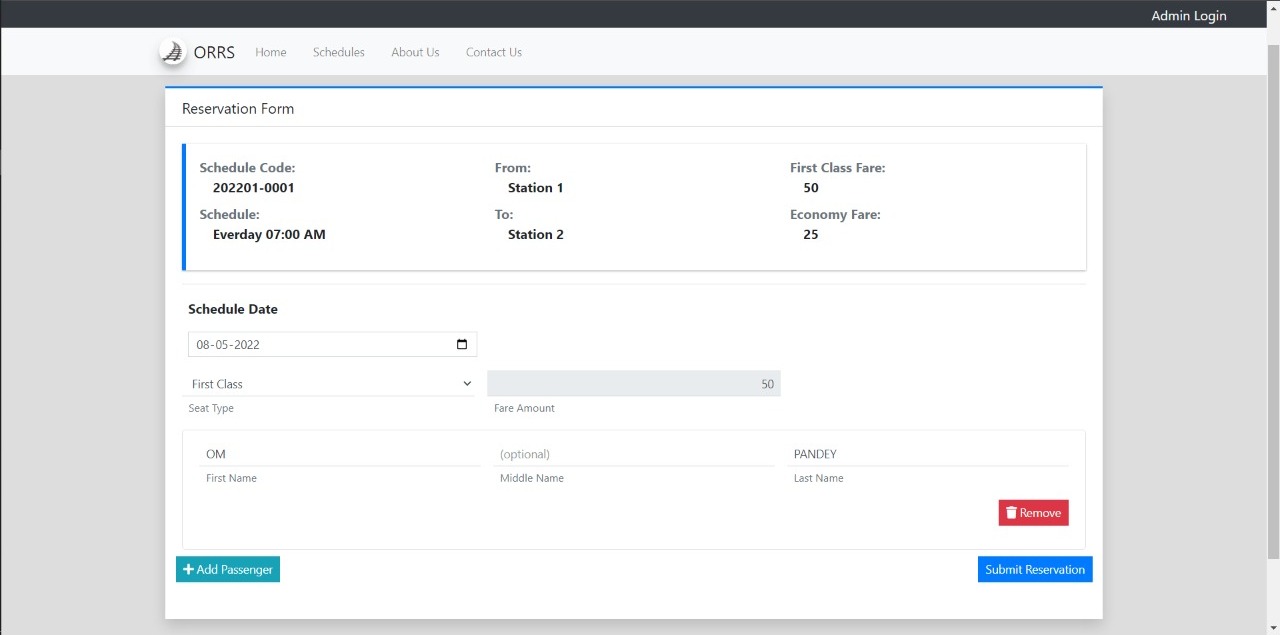 Admin Login
ORRS Home Schedules About Us Contact Us
Reservation Form
Schedule Code: From: First Class Fare:
202201-0001 Station 1 50
Schedule: To: Economy Fare:
Everday 07:00 AM Station 2 25
Schedule Date
08-05-2022
First Class 50
Seat Type Fare Amount
OM (optional) PANDEY
First Name Middle Name Last Name
Remove
Add Passenger Submit Reservation